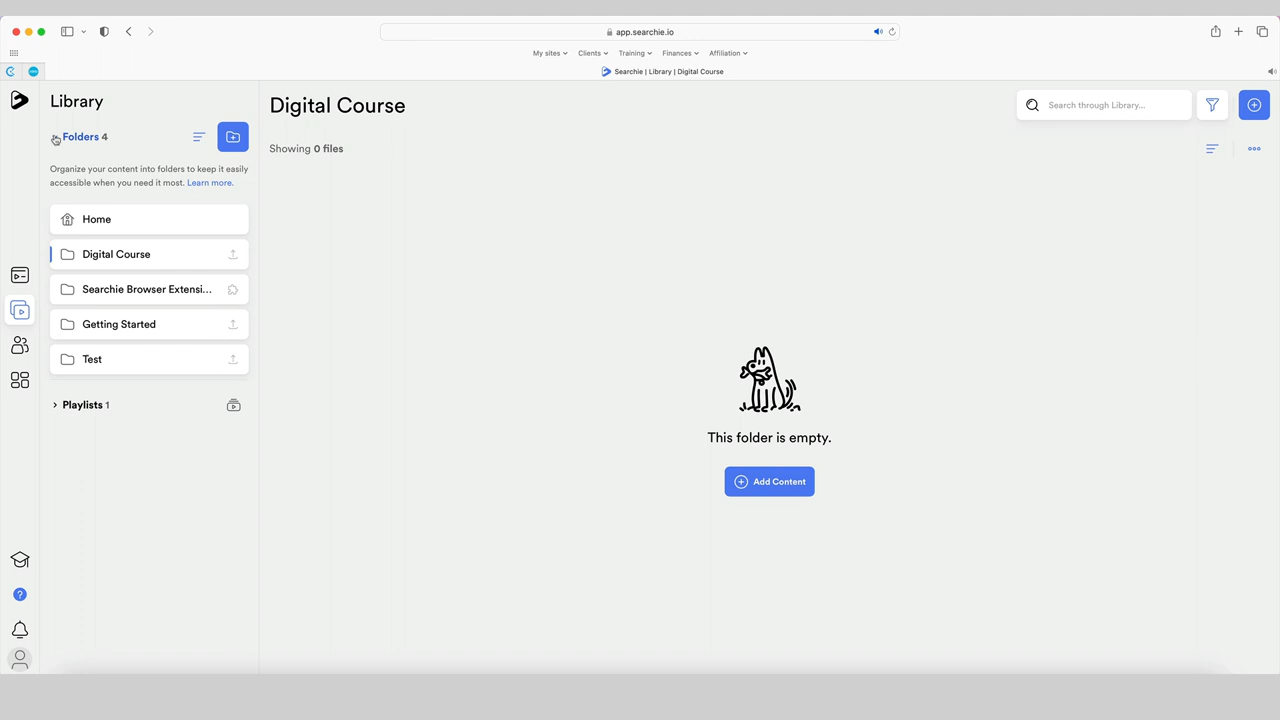 app.searchie.io
My sites
Clients
Training
Finances
Affiliation
Searchie | Library | Digital Course
Library
Folders 4
Organize your content into folders to keep it easily
accessible when you need it most. Learn more.
Home
Digital Course
Searchie Browser Extensi...
Getting Started
Test
Playlists 1
Digital Course
Search through Library...
Showing 0 files
This folder is empty.
Add Content